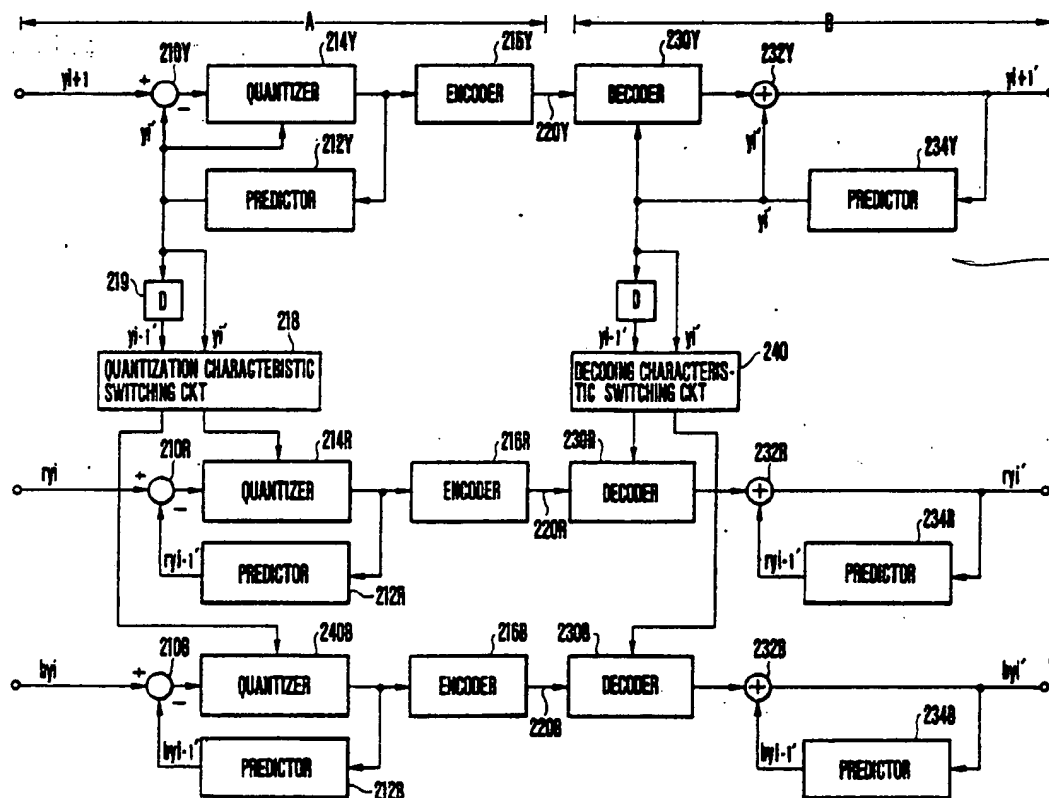 A B
210Y 214Y 216Y 230Y 232Y
yi+1 + QUANTIZER ENCODER DECODER + yi+1'
−
yi' 212Y 220Y yi' 234Y
PREDICTOR yi' PREDICTOR
219 D D
yi-1' yi' 218 yi-1' yi' 240
QUANTIZATION CHARACTERISTIC
SWITCHING CKT
DECODING CHARACTERIS-
TIC SWITCHING CKT
210R 214R 216R 230R 232R
ryi + QUANTIZER ENCODER DECODER + ryi'
−
220R 234R
ryi-1' PREDICTOR ryi-1' PREDICTOR
212R
210B 240B 216B 230B 232B
byi + QUANTIZER ENCODER DECODER + byi'
−
220B 234B
byi-1' PREDICTOR byi-1' PREDICTOR
212B